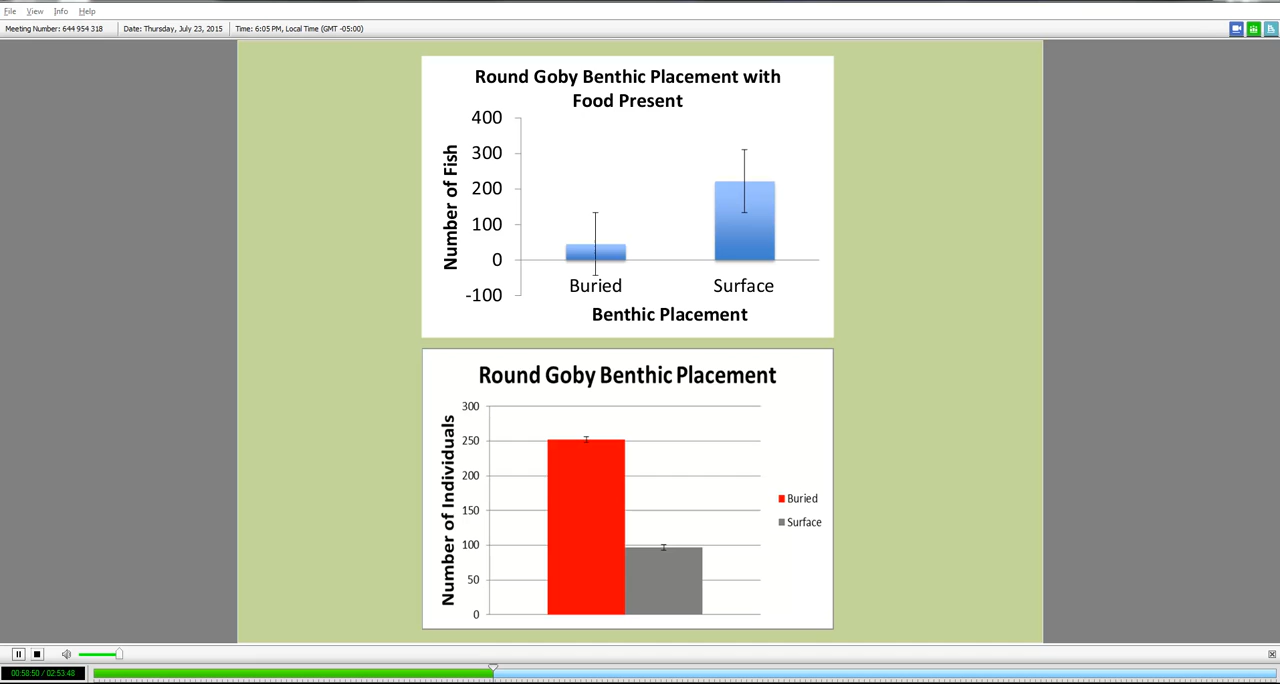 File View Info Help
Meeting Number: 644 954 318 Date: Thursday, July 23, 2015 Time: 6:05 PM, Local Time (GMT -05:00)
Round Goby Benthic Placement with
Food Present
400
300
200
100
0
-100
Number of Fish
Buried Surface
Benthic Placement
Round Goby Benthic Placement
300
250
200
150
100
50
0
Number of Individuals
Buried
Surface
00:58:50 / 02:53:48